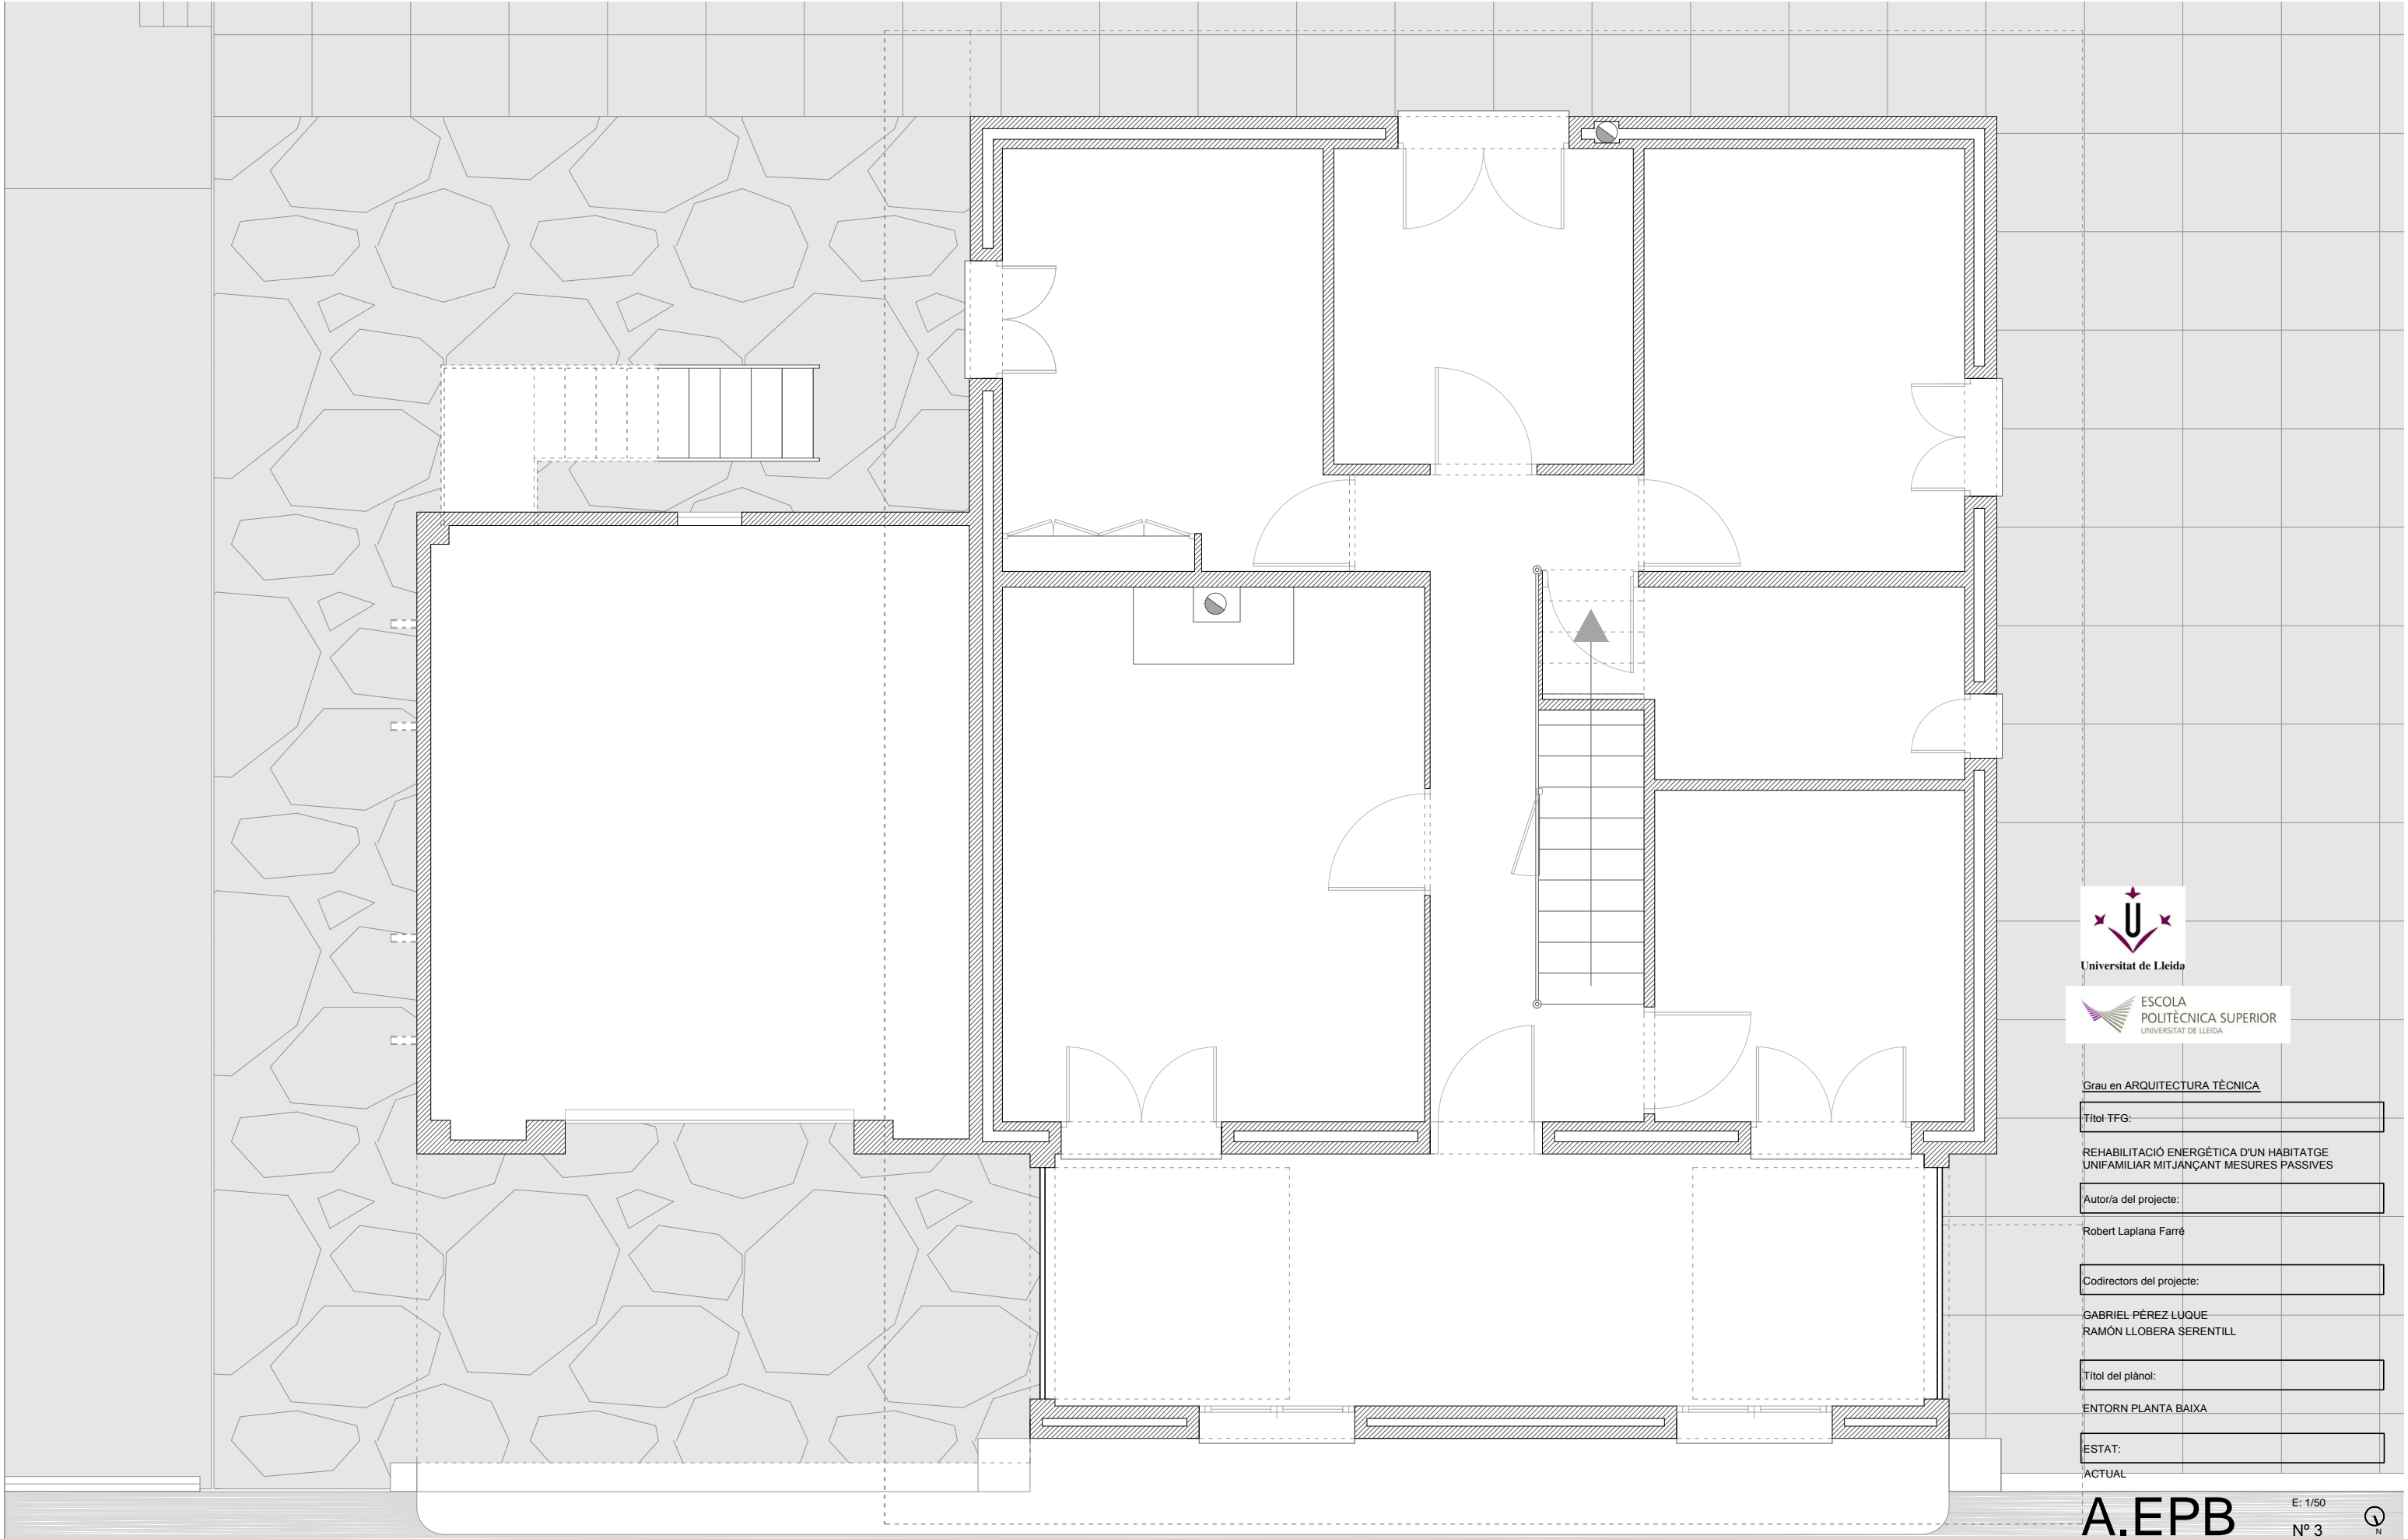 Universitat de Lleida
ESCOLA
POLITÈCNICA SUPERIOR
UNIVERSITAT DE LLEIDA
Grau en ARQUITECTURA TÈCNICA
Títol TFG:
REHABILITACIÓ ENERGÈTICA D'UN HABITATGE
UNIFAMILIAR MITJANÇANT MESURES PASSIVES
Autor/a del projecte:
Robert Laplana Farré
Codirectors del projecte:
GABRIEL PÈREZ LUQUE
RAMÓN LLOBERA SERENTILL
Títol del plànol:
ENTORN PLANTA BAIXA
ESTAT:
ACTUAL
A.EPB
E: 1/50
Nº 3
N